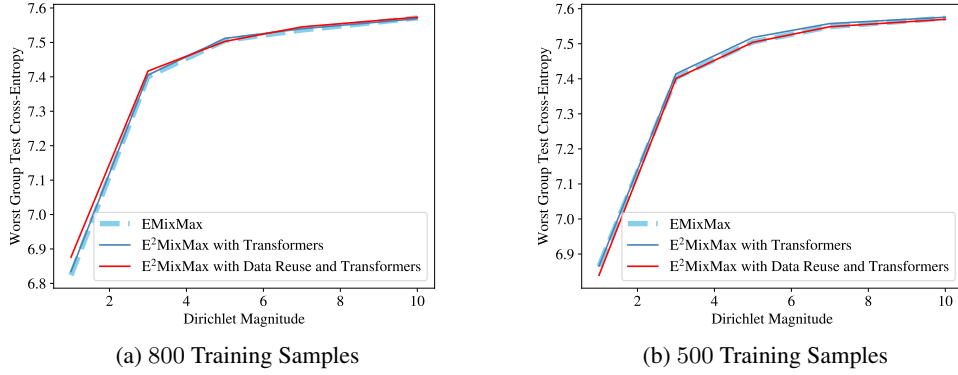 7.6
7.5
7.4
7.3
7.2
7.1
7.0
6.9
6.8
Worst Group Test Cross-Entropy
EMixMax
E²MixMax with Transformers
E²MixMax with Data Reuse and Transformers
2 4 6 8 10
Dirichlet Magnitude
(a) 800 Training Samples
7.6
7.5
7.4
7.3
7.2
7.1
7.0
6.9
Worst Group Test Cross-Entropy
EMixMax
E²MixMax with Transformers
E²MixMax with Data Reuse and Transformers
2 4 6 8 10
Dirichlet Magnitude
(b) 500 Training Samples